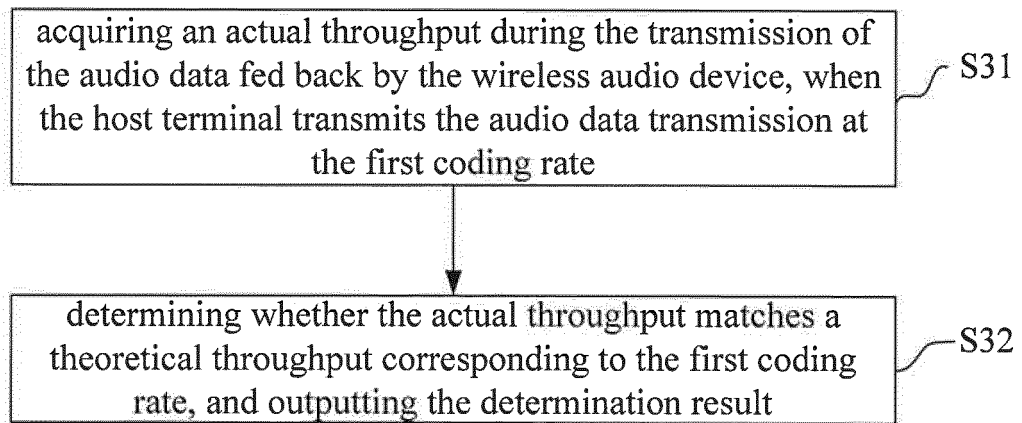 acquiring an actual throughput during the transmission of
the audio data fed back by the wireless audio device, when
the host terminal transmits the audio data transmission at
the first coding rate
S31
determining whether the actual throughput matches a
theoretical throughput corresponding to the first coding
rate, and outputting the determination result
S32